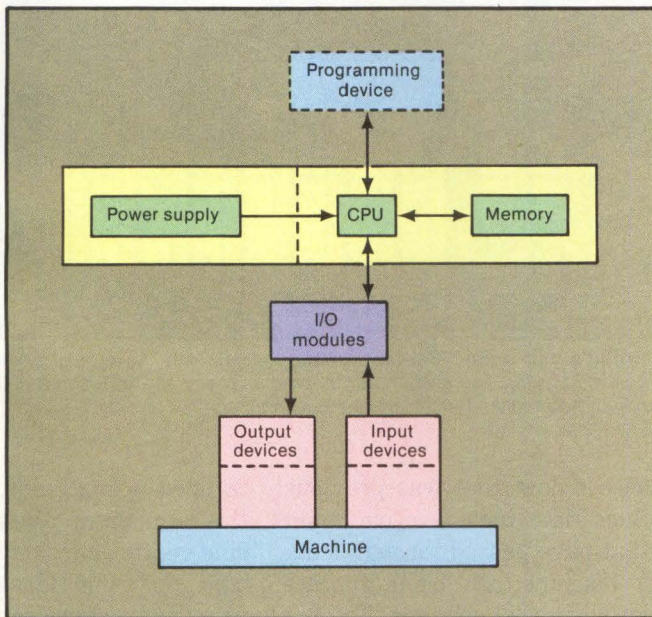 Programming
device
Power supply
CPU
Memory
I/O
modules
Output
devices
Input
devices
Machine